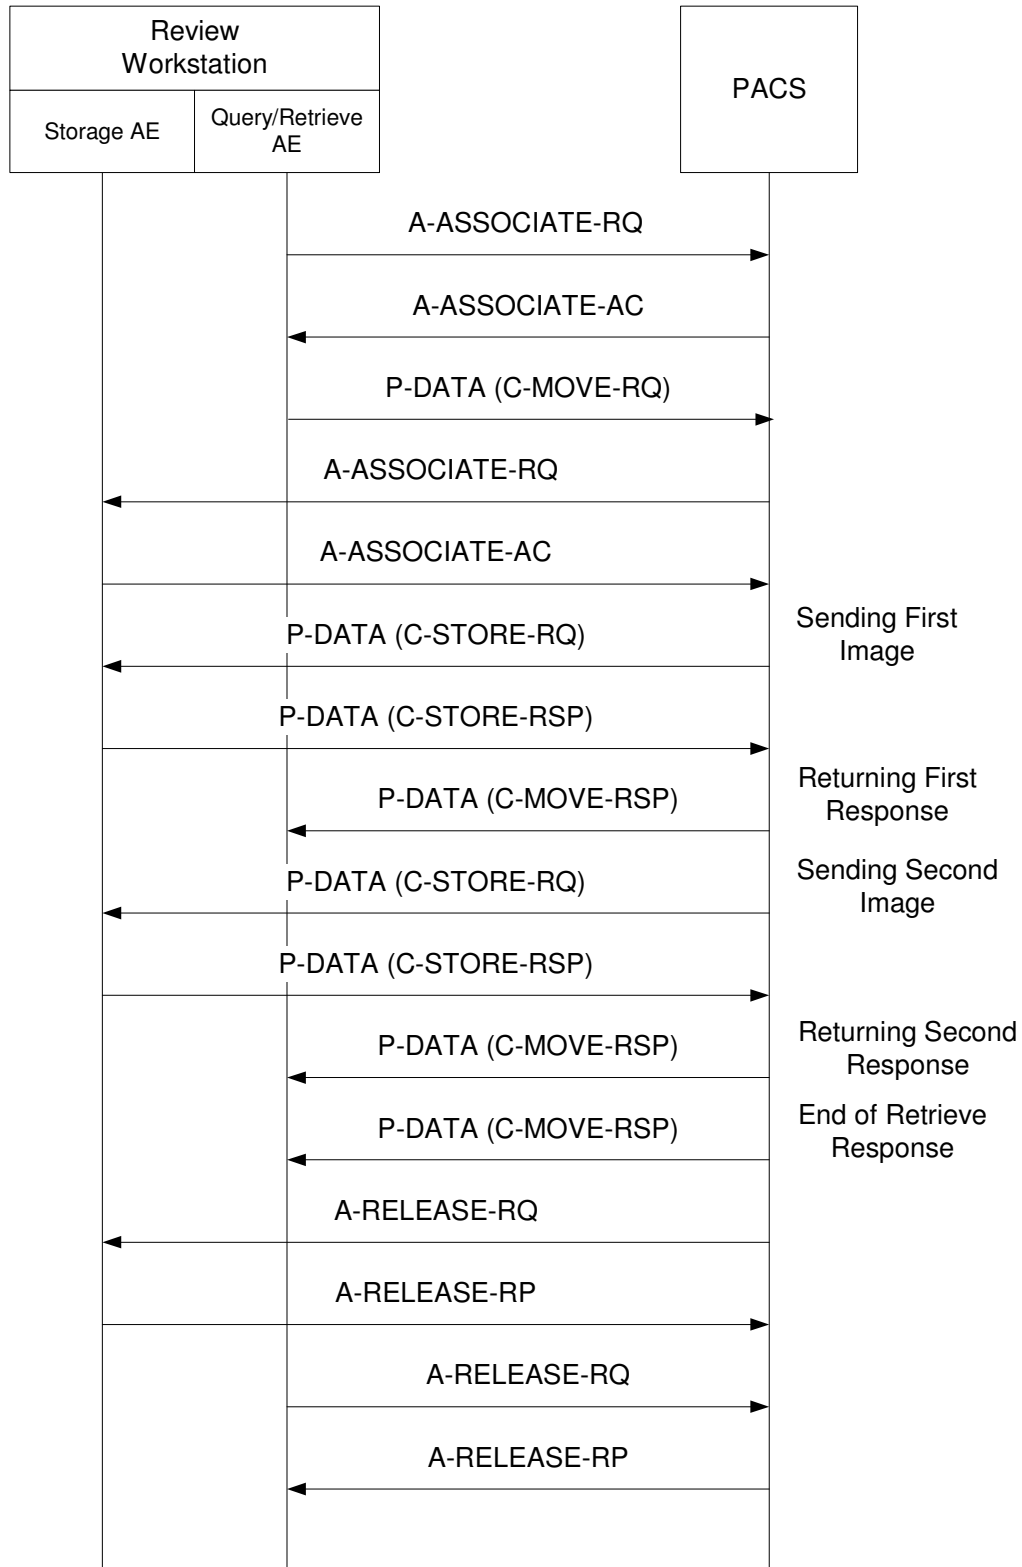 Review
Workstation
PACS
Storage AE
Query/Retrieve
AE
A-ASSOCIATE-RQ
A-ASSOCIATE-AC
P-DATA (C-MOVE-RQ)
A-ASSOCIATE-RQ
A-ASSOCIATE-AC
P-DATA (C-STORE-RQ)
Sending First
Image
P-DATA (C-STORE-RSP)
P-DATA (C-MOVE-RSP)
Returning First
Response
P-DATA (C-STORE-RQ)
Sending Second
Image
P-DATA (C-STORE-RSP)
P-DATA (C-MOVE-RSP)
Returning Second
Response
P-DATA (C-MOVE-RSP)
End of Retrieve
Response
A-RELEASE-RQ
A-RELEASE-RP
A-RELEASE-RQ
A-RELEASE-RP